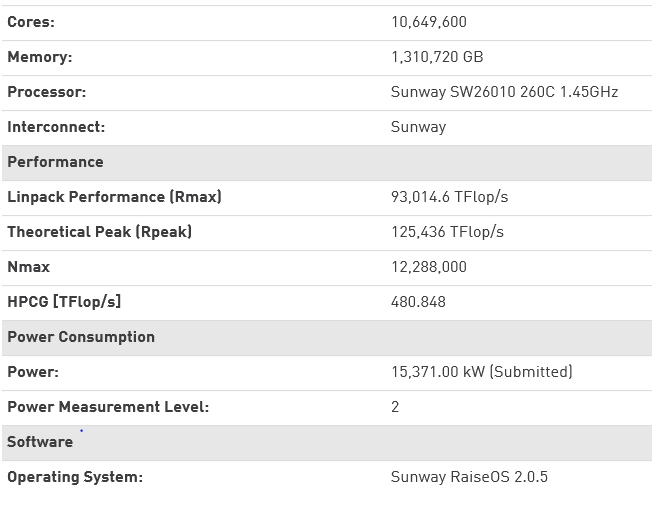 Cores: 10,649,600
Memory: 1,310,720 GB
Processor: Sunway SW26010 260C 1.45GHz
Interconnect: Sunway
Performance
Linpack Performance (Rmax) 93,014.6 TFlop/s
Theoretical Peak (Rpeak) 125,436 TFlop/s
Nmax 12,288,000
HPCG [TFlop/s] 480.848
Power Consumption
Power: 15,371.00 kW (Submitted)
Power Measurement Level: 2
Software
Operating System: Sunway RaiseOS 2.0.5